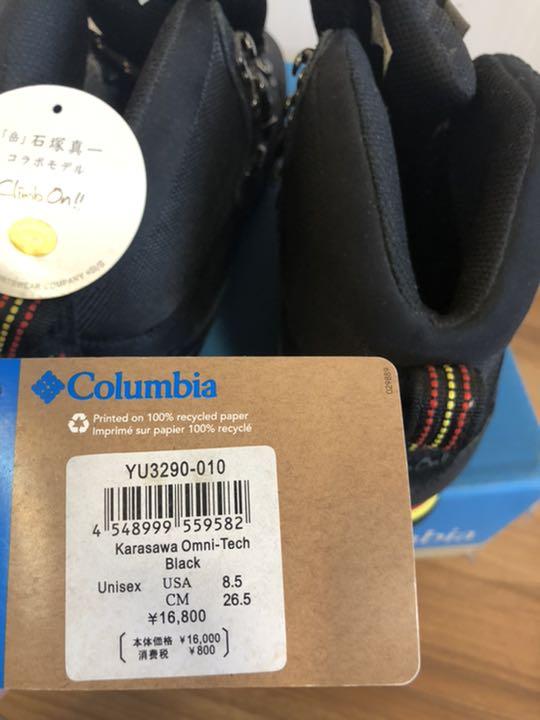 「岳」石塚真一
コラボモデル
Climb On!!
Columbia
Printed on 100% recycled paper
Imprimé sur papier 100% recyclé
029889
YU3290-010
4 548999 559582
Karasawa Omni-Tech
Black
Unisex USA 8.5
CM 26.5
¥16,800
本体価格 ¥16,000
消費税 ¥800
Columbia